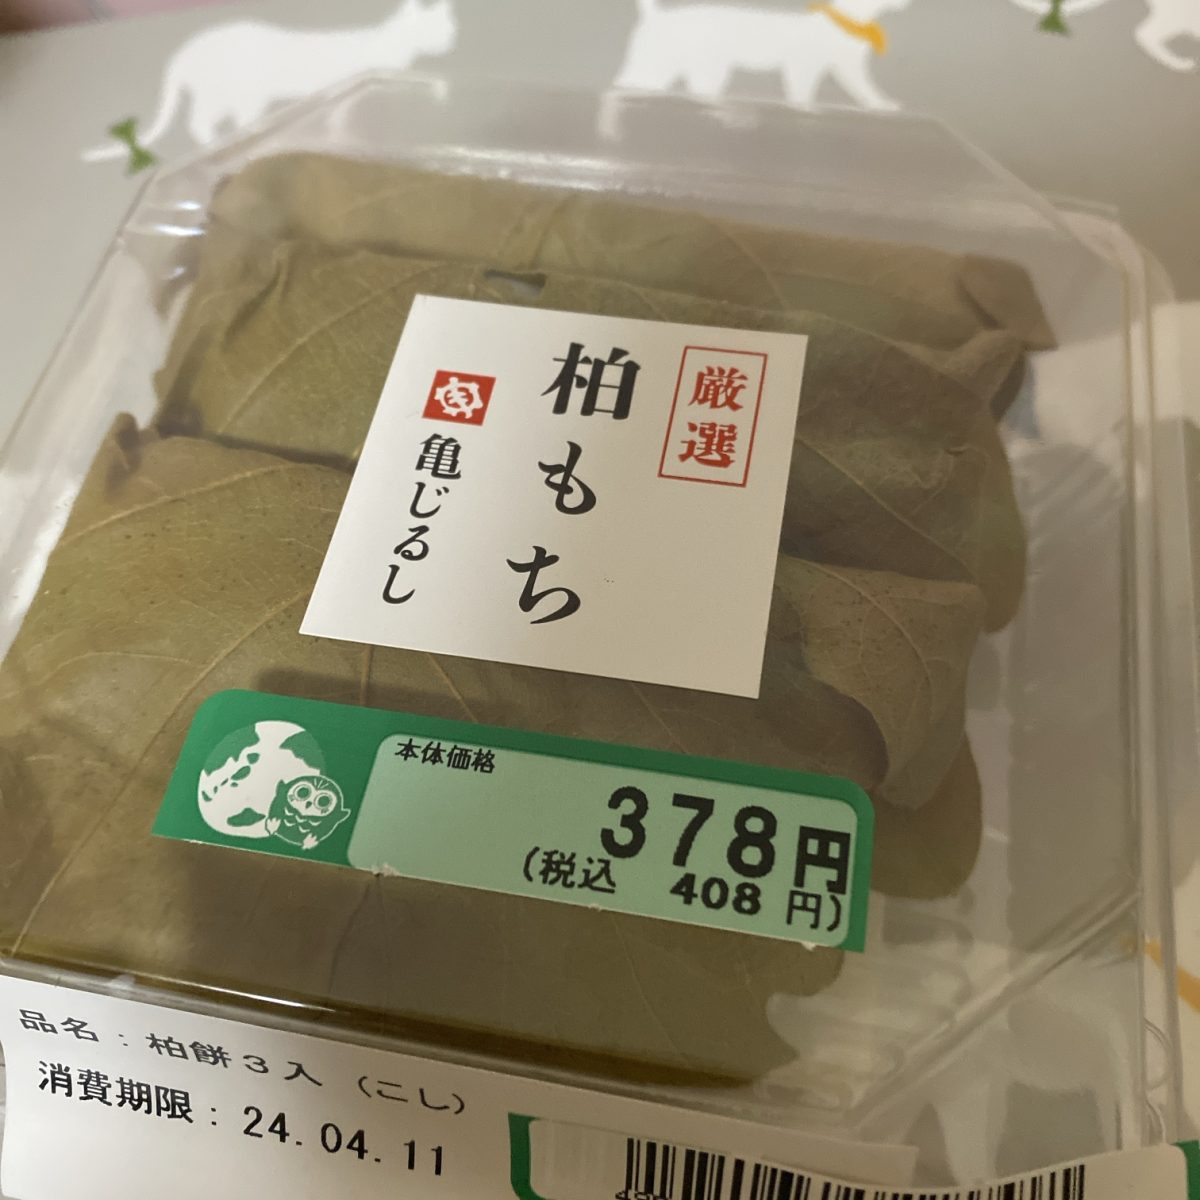 厳選
柏もち
亀じるし
本体価格
378円
(税込 408円)
品名：柏餅3入（こし）
消費期限：24.04.11